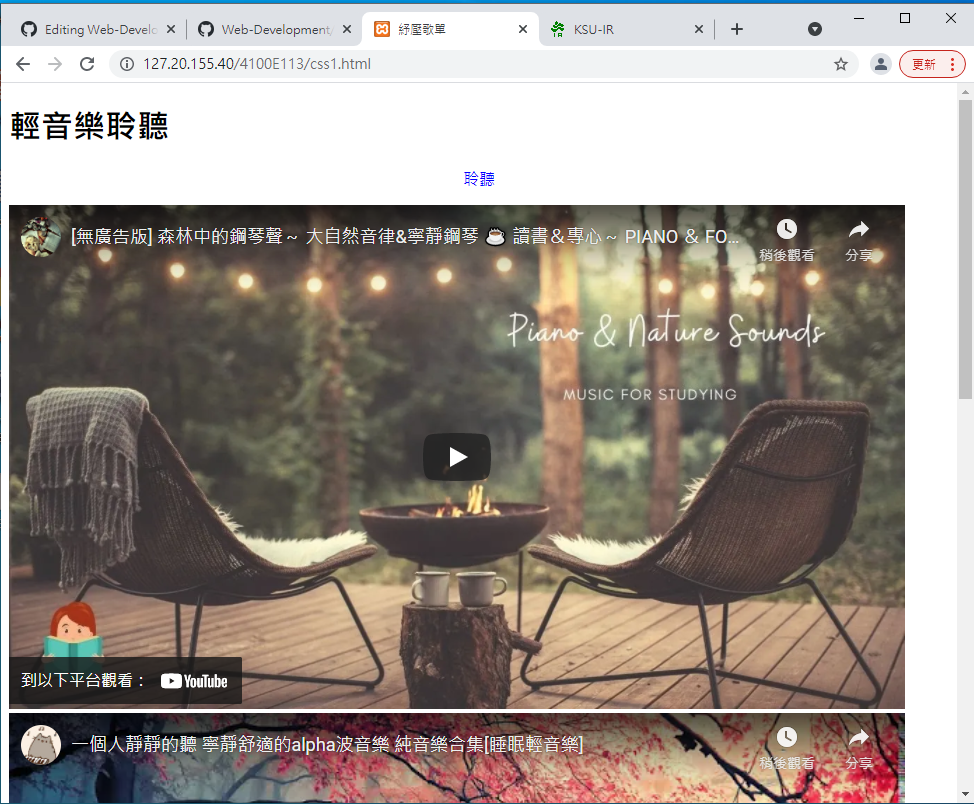 Editing Web-Develo
Web-Development/
紓壓歌單
KSU-IR
127.20.155.40/4100E113/css1.html
更新
輕音樂聆聽
聆聽
[無廣告版] 森林中的鋼琴聲 ~ 大自然音律&寧靜鋼琴 ☕ 讀書＆專心 ~ PIANO ＆ FO...
稍後觀看
分享
Piano & Nature Sounds
MUSIC FOR STUDYING
到以下平台觀看：
YouTube
一個人靜靜的聽 寧靜舒適的alpha波音樂 純音樂合集[睡眠輕音樂]
稍後觀看
分享